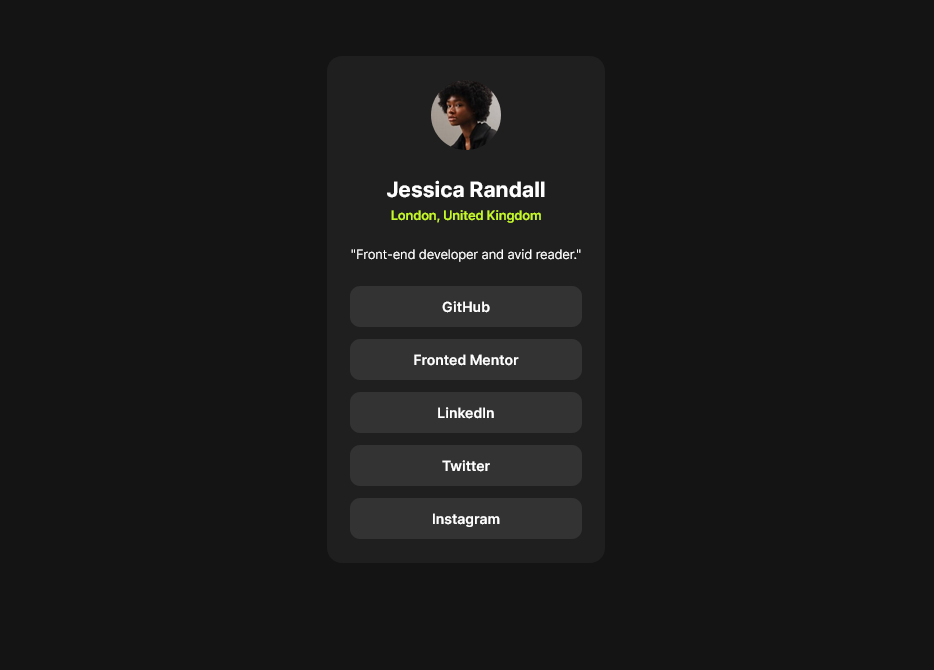 Jessica Randall
London, United Kingdom
"Front-end developer and avid reader."
GitHub
Fronted Mentor
LinkedIn
Twitter
Instagram